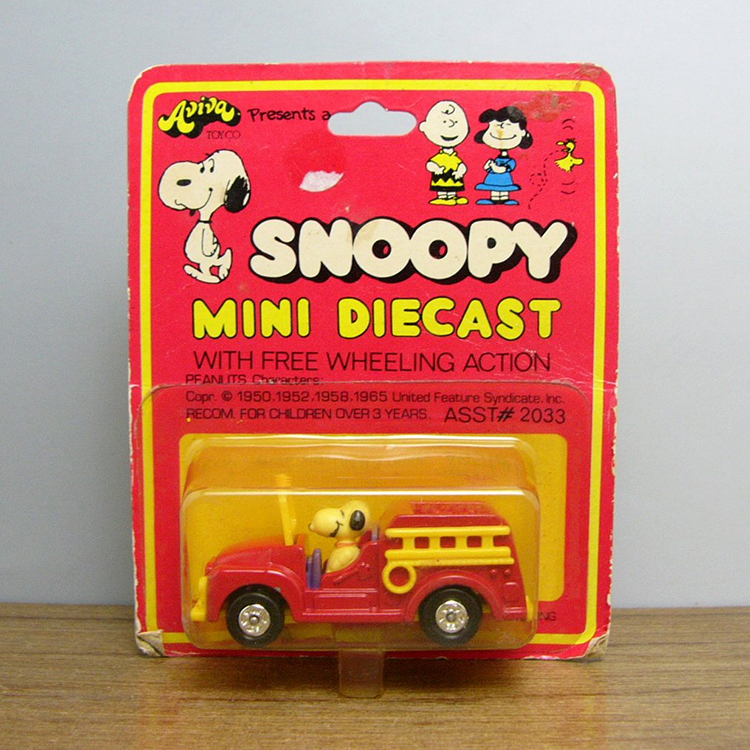 Aviva Presents a
TOY CO
SNOOPY
MINI DIECAST
WITH FREE WHEELING ACTION
PEANUTS Characters:
Copr. © 1950,1952,1958,1965 United Feature Syndicate, Inc.
RECOM. FOR CHILDREN OVER 3 YEARS. ASST# 2033